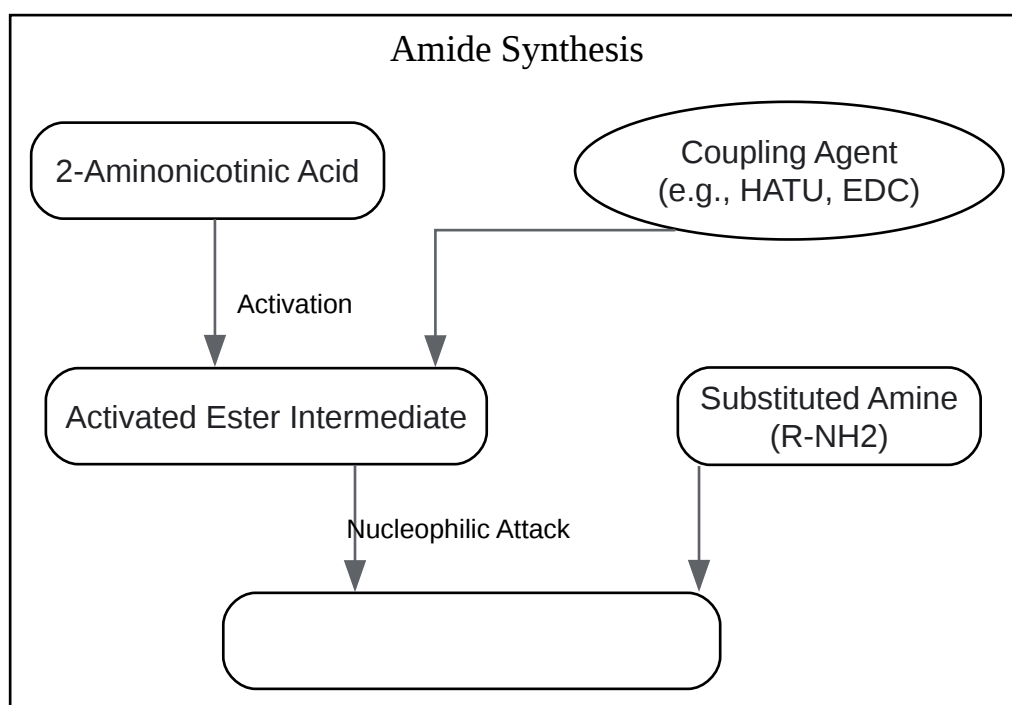 Amide Synthesis
2-Aminonicotinic Acid
Coupling Agent
(e.g., HATU, EDC)
Activation
Activated Ester Intermediate
Substituted Amine
(R-NH2)
Nucleophilic Attack